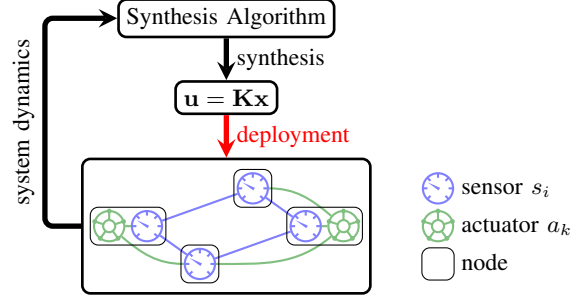 Synthesis Algorithm
synthesis
system dynamics
u = Kx
deployment
sensor s_i
actuator a_k
node